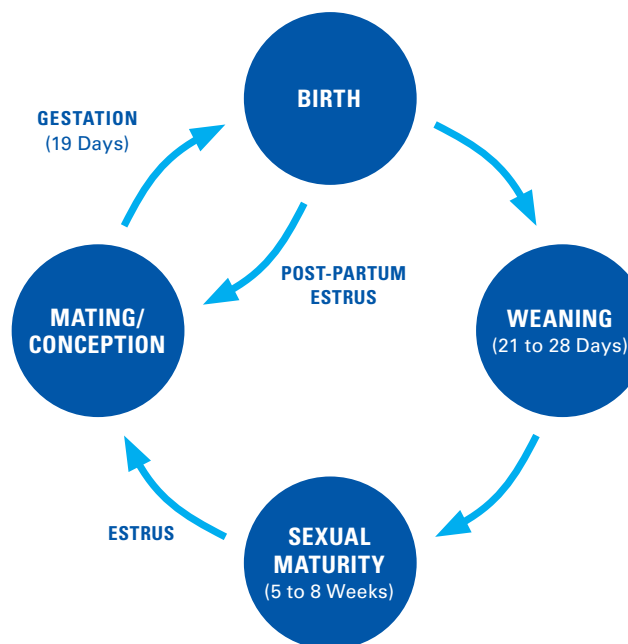 BIRTH
GESTATION
(19 Days)
POST-PARTUM
ESTRUS
MATING/
CONCEPTION
WEANING
(21 to 28 Days)
ESTRUS
SEXUAL
MATURITY
(5 to 8 Weeks)